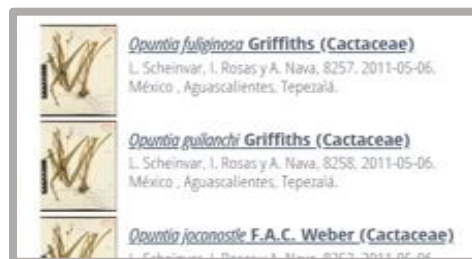 Opuntia fuliginosa Griffiths (Cactaceae)
L. Scheinvar, I. Rosas y A. Nava, 8257, 2011-05-06.
México , Aguascalientes, Tepezalá.
Opuntia guilanchi Griffiths (Cactaceae)
L. Scheinvar, I. Rosas y A. Nava, 8258, 2011-05-06.
México , Aguascalientes, Tepezalá.
Opuntia joconostle F.A.C. Weber (Cactaceae)